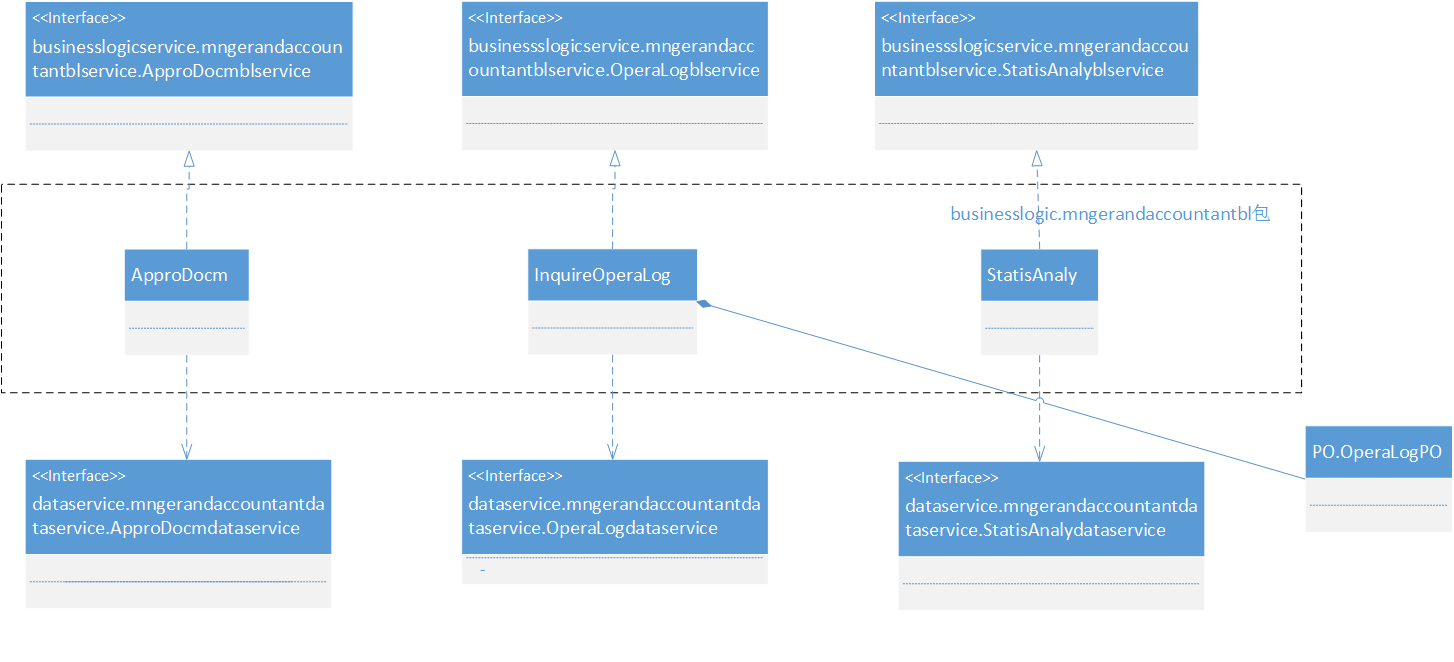 <<Interface>>
businesslogicservice.mngerandaccoun
tantblservice.ApproDocmblservice
<<Interface>>
businessslogicservice.mngerandacc
ountantblservice.OperaLogblservice
<<Interface>>
businessslogicservice.mngerandaccou
ntantblservice.StatisAnalyblservice
businesslogic.mngerandaccountantbl包
ApproDocm
InquireOperaLog
StatisAnaly
PO.OperaLogPO
<<Interface>>
dataservice.mngerandaccountantda
taservice.ApproDocmdataservice
<<Interface>>
dataservice.mngerandaccountantda
taservice.OperaLogdataservice
<<Interface>>
dataservice.mngerandaccountantda
taservice.StatisAnalydataservice